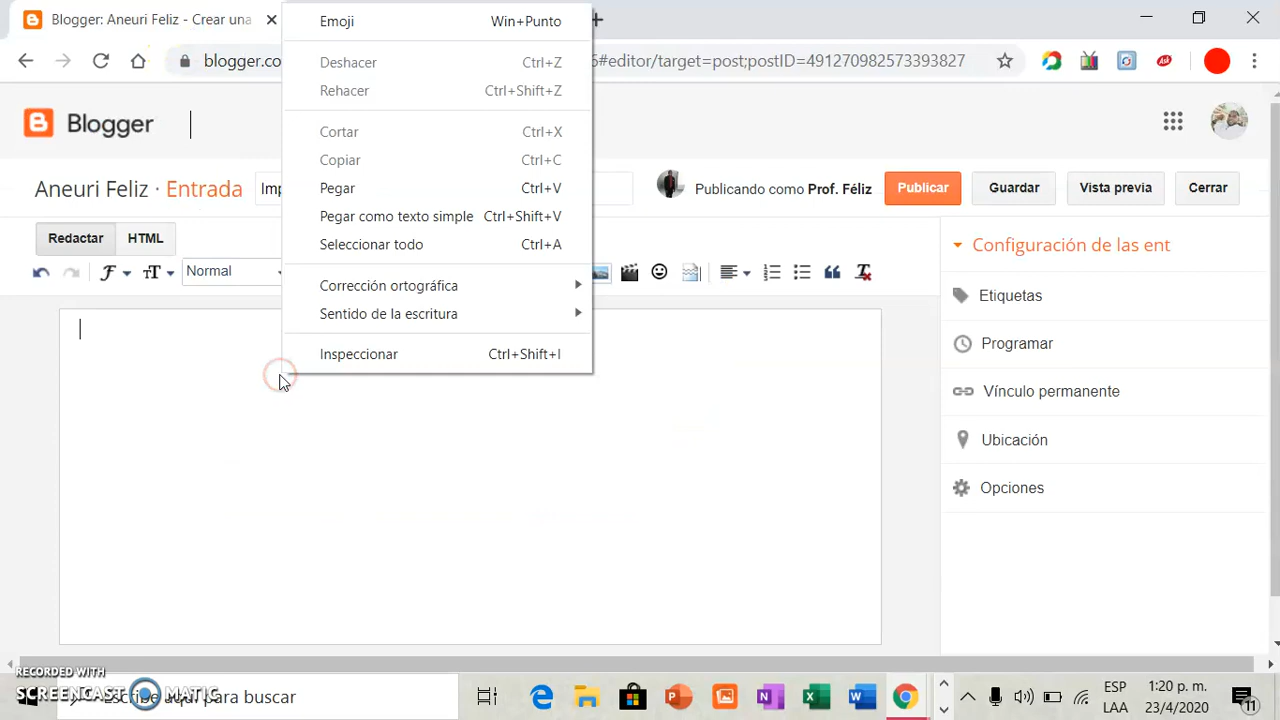 Blogger: Aneuri Feliz - Crear una
Emoji Win+Punto
Deshacer Ctrl+Z
Rehacer Ctrl+Shift+Z
Cortar Ctrl+X
Copiar Ctrl+C
Pegar Ctrl+V
Pegar como texto simple Ctrl+Shift+V
Seleccionar todo Ctrl+A
Corrección ortográfica
Sentido de la escritura
Inspeccionar Ctrl+Shift+I
blogger.co
6#editor/target=post;postID=491270982573393827
Blogger
Aneuri Feliz · Entrada
Imp
Publicando como Prof. Féliz
Publicar
Guardar
Vista previa
Cerrar
Redactar
HTML
Normal
Configuración de las ent
Etiquetas
Programar
Vínculo permanente
Ubicación
Opciones
RECORDED WITH
SCREENCAST MATIC
Escribe aquí para buscar
ESP
LAA
1:20 p. m.
23/4/2020
11